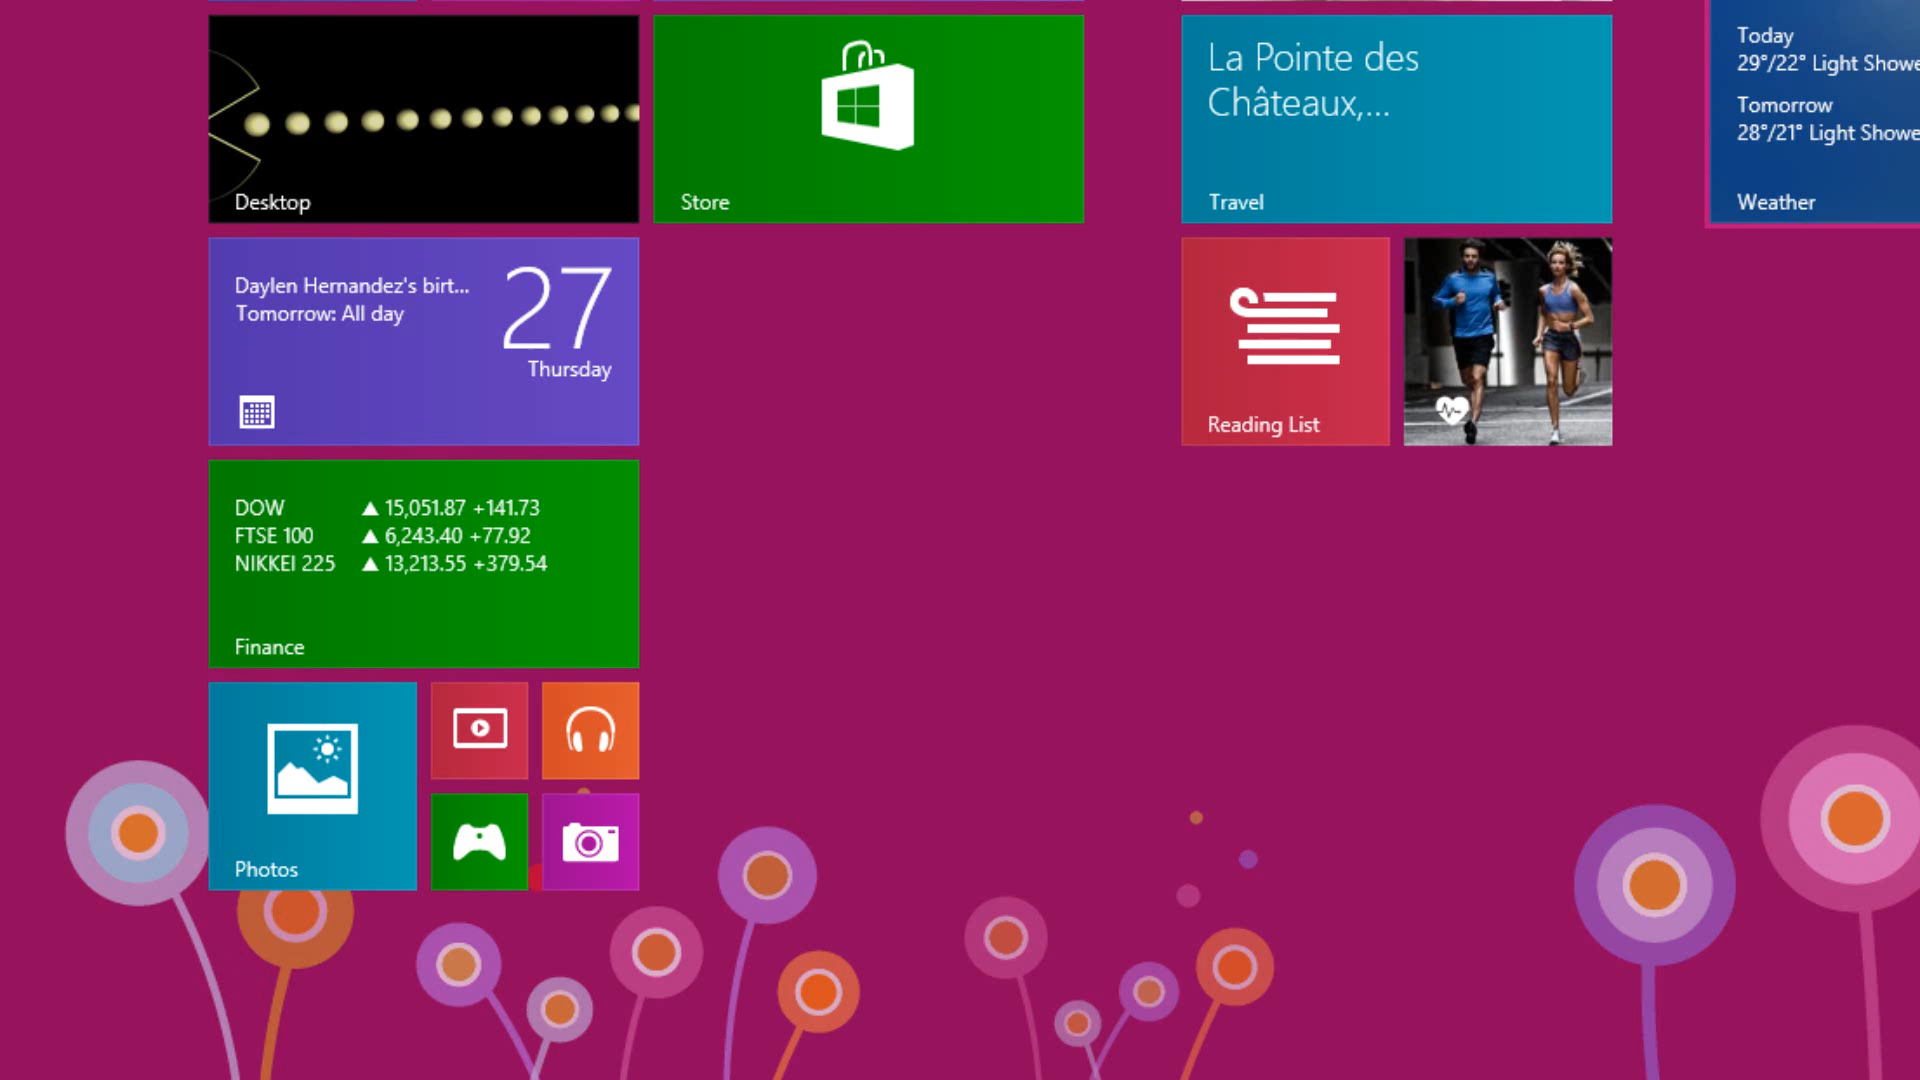 Desktop
Store
La Pointe des
Châteaux,...
Travel
Today
29°/22° Light Showe
Tomorrow
28°/21° Light Showe
Weather
Daylen Hernandez's birt...
Tomorrow: All day
27
Thursday
Reading List
DOW ▲ 15,051.87 +141.73
FTSE 100 ▲ 6,243.40 +77.92
NIKKEI 225 ▲ 13,213.55 +379.54
Finance
Photos